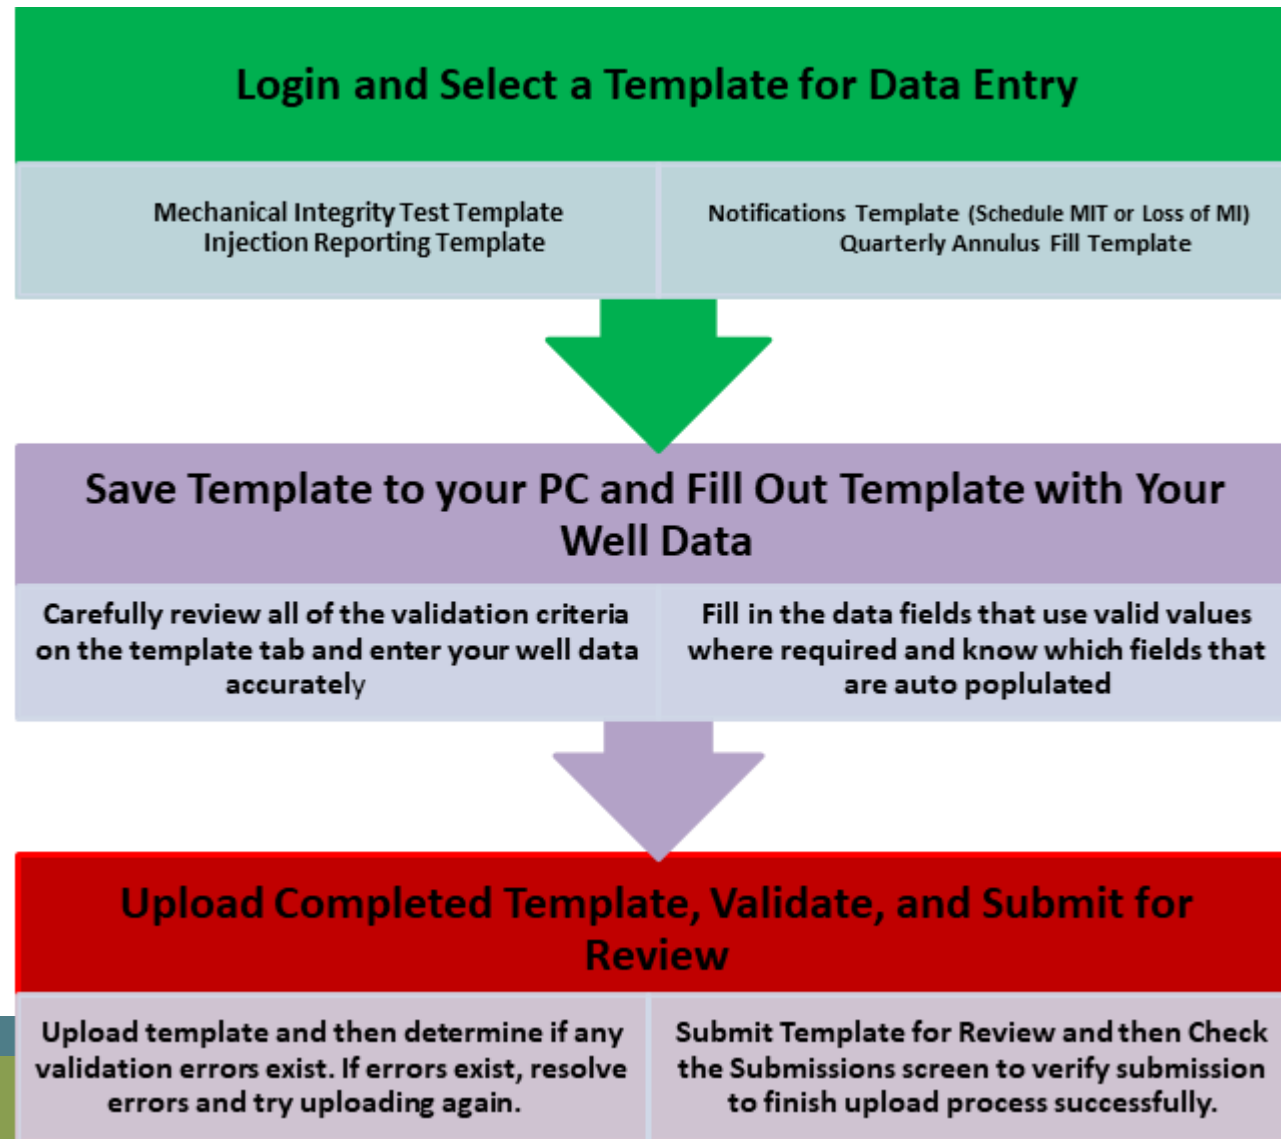 Login and Select a Template for Data Entry
Mechanical Integrity Test Template
Injection Reporting Template
Notifications Template (Schedule MIT or Loss of MI)
Quarterly Annulus Fill Template
Save Template to your PC and Fill Out Template with Your
Well Data
Carefully review all of the validation criteria
on the template tab and enter your well data
accurately
Fill in the data fields that use valid values
where required and know which fields that
are auto poplulated
Upload Completed Template, Validate, and Submit for
Review
Upload template and then determine if any
validation errors exist. If errors exist, resolve
errors and try uploading again.
Submit Template for Review and then Check
the Submissions screen to verify submission
to finish upload process successfully.